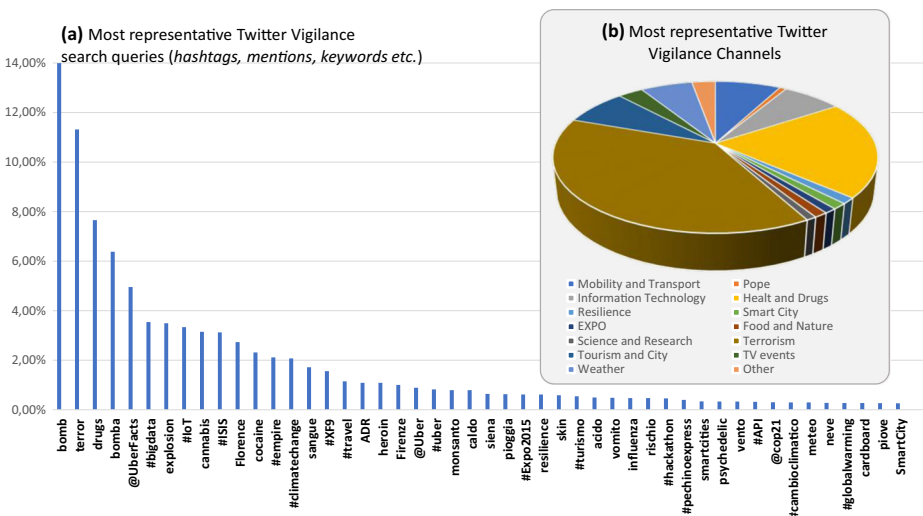 (a) Most representative Twitter Vigilance
search queries (hashtags, mentions, keywords etc.)
14,00%
12,00%
10,00%
8,00%
6,00%
4,00%
2,00%
0,00%
bomb
terror
drugs
bomba
@UberFacts
#bigdata
explosion
#IoT
cannabis
#ISIS
Florence
cocaine
#empire
#climatechange
sangue
#XF9
#travel
ADR
heroin
Firenze
@Uber
#uber
monsanto
caldo
siena
pioggia
#Expo2015
resilience
skin
#turismo
acido
vomito
influenza
rischio
#hackathon
#pechinoexpress
smartcities
psychedelic
vento
#API
@cop21
#cambioclimatico
meteo
neve
#globalwarming
cardboard
piove
SmartCity
(b) Most representative Twitter
Vigilance Channels
Mobility and Transport
Pope
Information Technology
Healt and Drugs
Resilience
Smart City
EXPO
Food and Nature
Science and Research
Terrorism
Tourism and City
TV events
Weather
Other